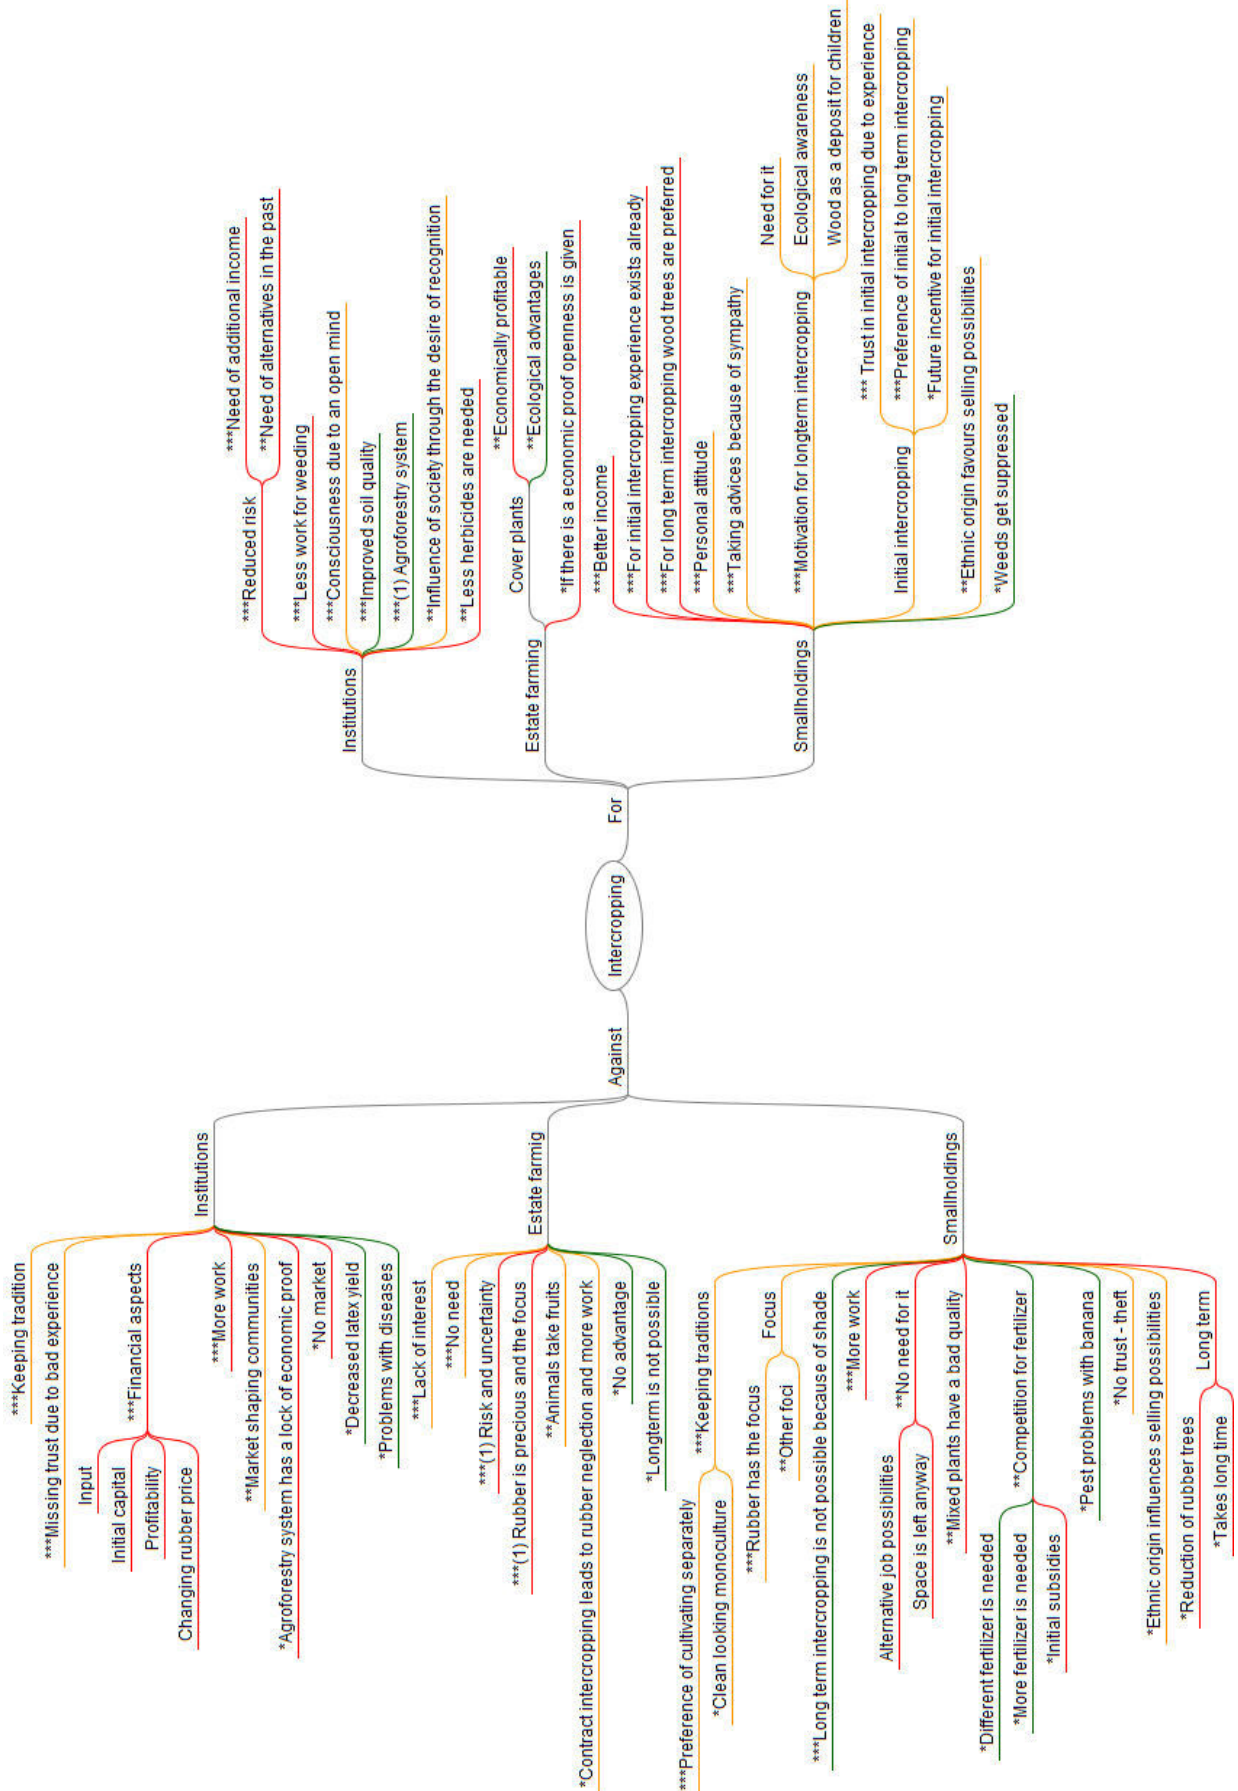 Intercropping
Against
Institutions
***Keeping tradition
***Missing trust due to bad experience
***Financial aspects
Input
Initial capital
Profitability
Changing rubber price
***More work
**Market shaping communities
*Agroforestry system has a lock of economic proof
*No market
*Decreased latex yield
*Problems with diseases
Estate farmig
***Lack of interest
***No need
***(1) Risk and uncertainty
***(1) Rubber is precious and the focus
**Animals take fruits
*Contract intercropping leads to rubber neglection and more work
*No advantage
*Longterm is not possible
Smallholdings
***Keeping traditions
***Preference of cultivating separately
*Clean looking monoculture
Focus
***Rubber has the focus
**Other foci
***Long term intercropping is not possible because of shade
***More work
**No need for it
Alternative job possibilities
Space is left anyway
**Mixed plants have a bad quality
**Competition for fertilizer
*Different fertilizer is needed
*More fertilizer is needed
*Initial subsidies
*Pest problems with banana
*No trust - theft
*Ethnic origin influences selling possibilities
Long term
*Reduction of rubber trees
*Takes long time
For
Institutions
***Reduced risk
***Need of additional income
**Need of alternatives in the past
***Less work for weeding
***Consciousness due to an open mind
***Improved soil quality
***(1) Agroforestry system
**Influence of society through the desire of recognition
**Less herbicides are needed
Estate farming
Cover plants
**Economically profitable
**Ecological advantages
*If there is a economic proof openness is given
Smallholdings
***Better income
***For initial intercropping experience exists already
***For long term intercropping wood trees are preferred
***Personal attitude
***Taking advices because of sympathy
***Motivation for longterm intercropping
Need for it
Ecological awareness
Wood as a deposit for children
Initial intercropping
*** Trust in initial intercropping due to experience
***Preference of initial to long term intercropping
*Future incentive for initial intercropping
**Ethnic origin favours selling possibilities
*Weeds get suppressed